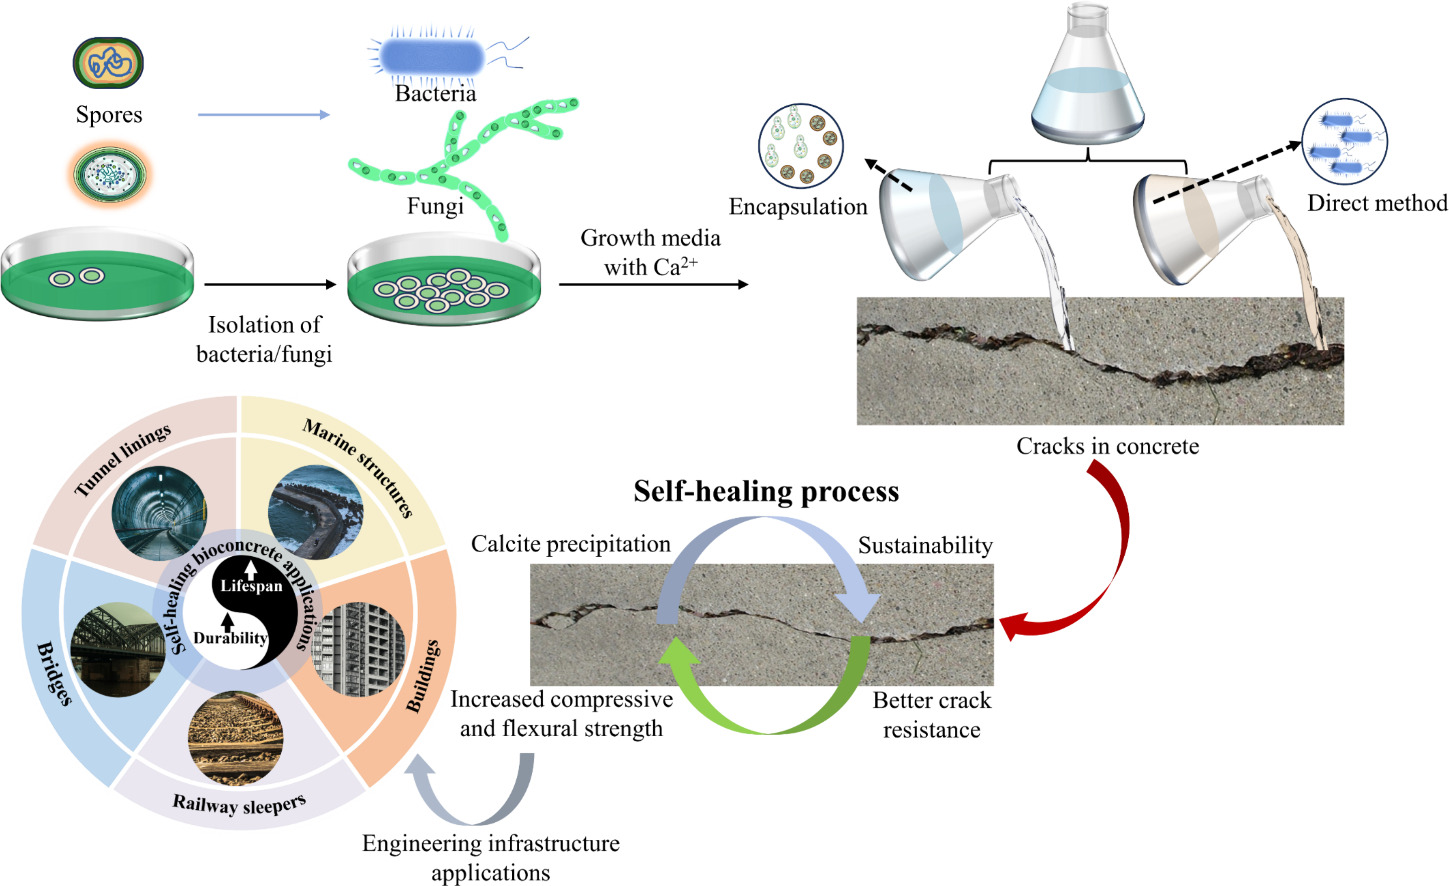 Spores
Bacteria
Fungi
Isolation of
bacteria/fungi
Growth media
with Ca²⁺
Encapsulation
Direct method
Cracks in concrete
Self-healing process
Calcite precipitation
Sustainability
Increased compressive
and flexural strength
Better crack
resistance
Engineering infrastructure
applications
Tunnel linings
Marine structures
Buildings
Railway sleepers
Bridges
Self-healing bioconcrete applications
Lifespan
Durability